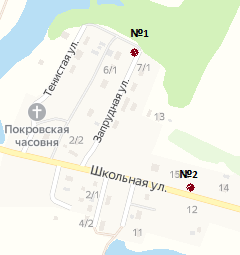 №1
Тенистая ул.
6/1
7/1
Запрудная ул.
13
Покровская
часовня
2/2
Школьная ул.
15
№2
14
2/1
12
4/2
11